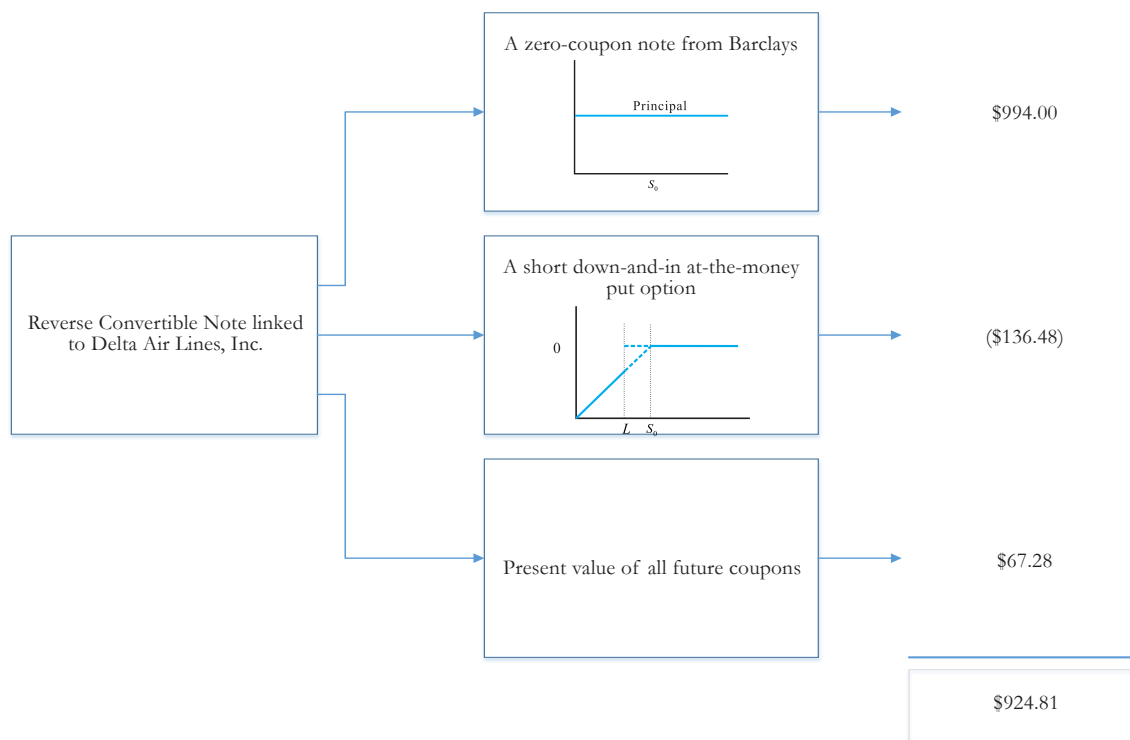 A zero-coupon note from Barclays
Principal
S₀
$994.00
Reverse Convertible Note linked
to Delta Air Lines, Inc.
A short down-and-in at-the-money
put option
0
L S₀
($136.48)
Present value of all future coupons
$67.28
$924.81